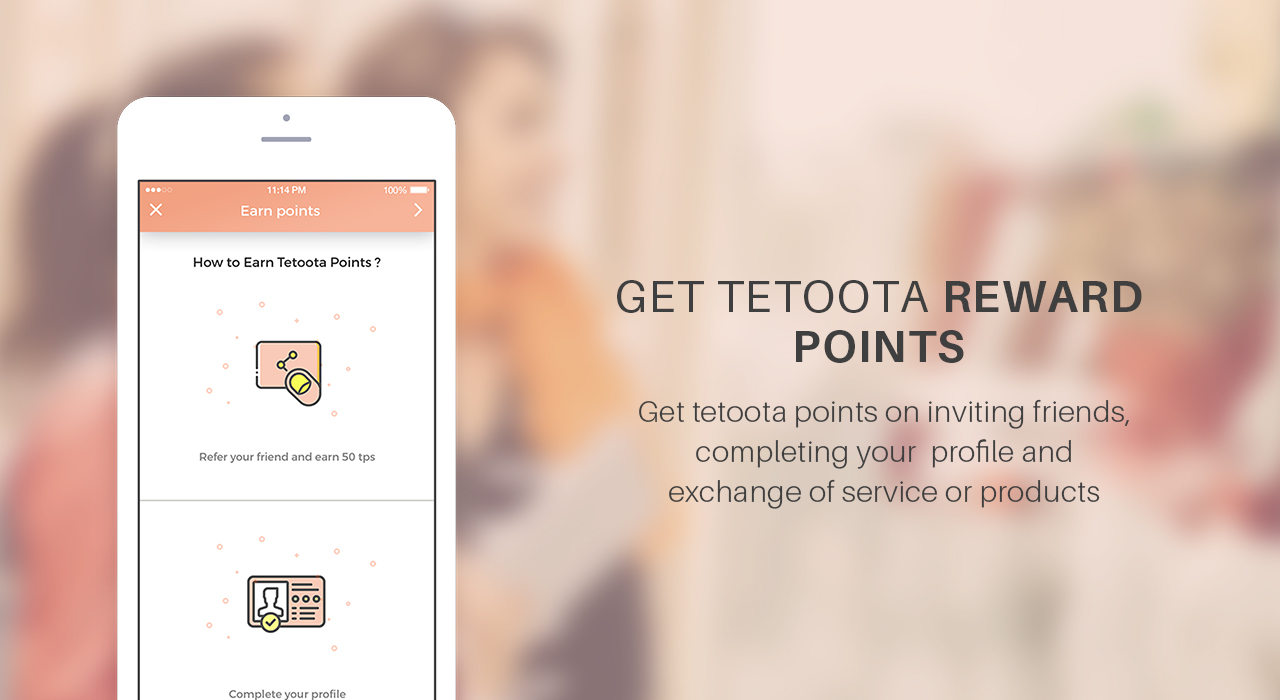 11:14 PM
100%
Earn points
How to Earn Tetoota Points ?
Refer your friend and earn 50 tps
Complete your profile
GET TETOOTA REWARD
POINTS
Get tetoota points on inviting friends,
completing your profile and
exchange of service or products